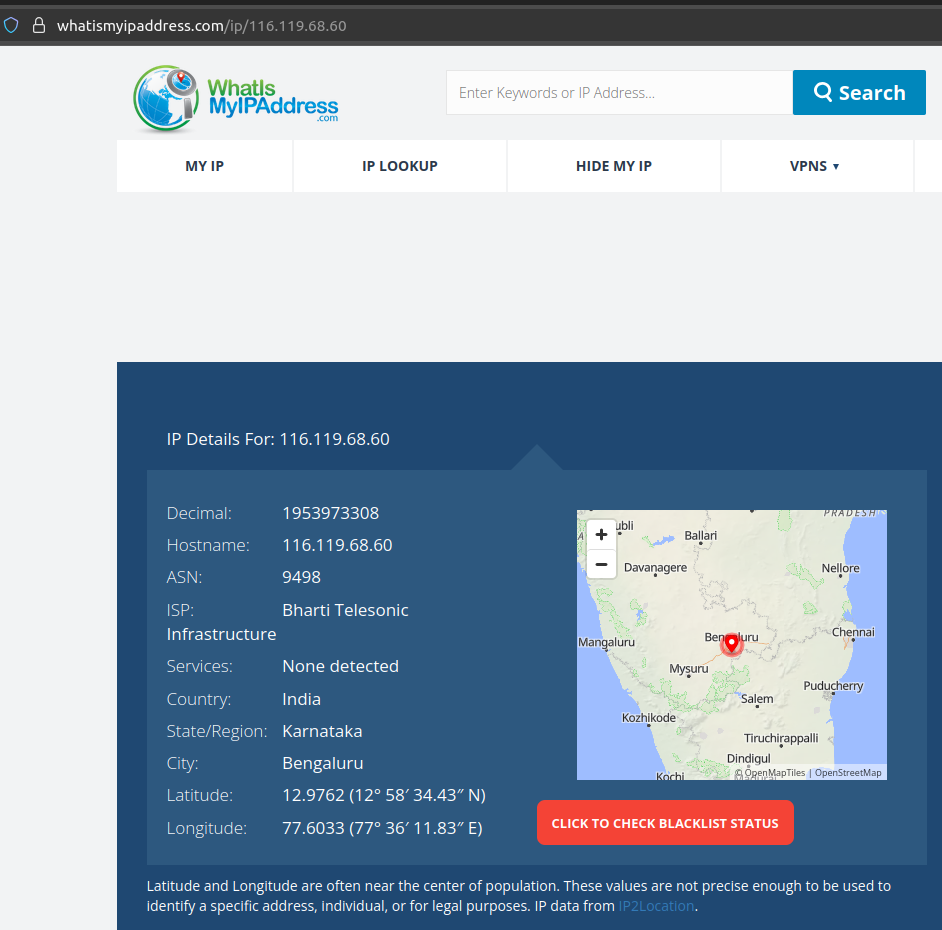 whatismyipaddress.com/ip/116.119.68.60
WhatIs
MyIPAddress
.com
Enter Keywords or IP Address...
Search
MY IP
IP LOOKUP
HIDE MY IP
VPNS
IP Details For: 116.119.68.60
Decimal: 1953973308
Hostname: 116.119.68.60
ASN: 9498
ISP: Bharti Telesonic
Infrastructure
Services: None detected
Country: India
State/Region: Karnataka
City: Bengaluru
Latitude: 12.9762 (12° 58′ 34.43″ N)
Longitude: 77.6033 (77° 36′ 11.83″ E)
+
−
PRADESH
ubli
Ballari
Davanagere
Nellore
Mangaluru
Bengaluru
Chennai
Mysuru
Puducherry
Salem
Kozhikode
Tiruchirappalli
Dindigul
Kochi
© OpenMapTiles | OpenStreetMap
CLICK TO CHECK BLACKLIST STATUS
Latitude and Longitude are often near the center of population. These values are not precise enough to be used to
identify a specific address, individual, or for legal purposes. IP data from IP2Location.